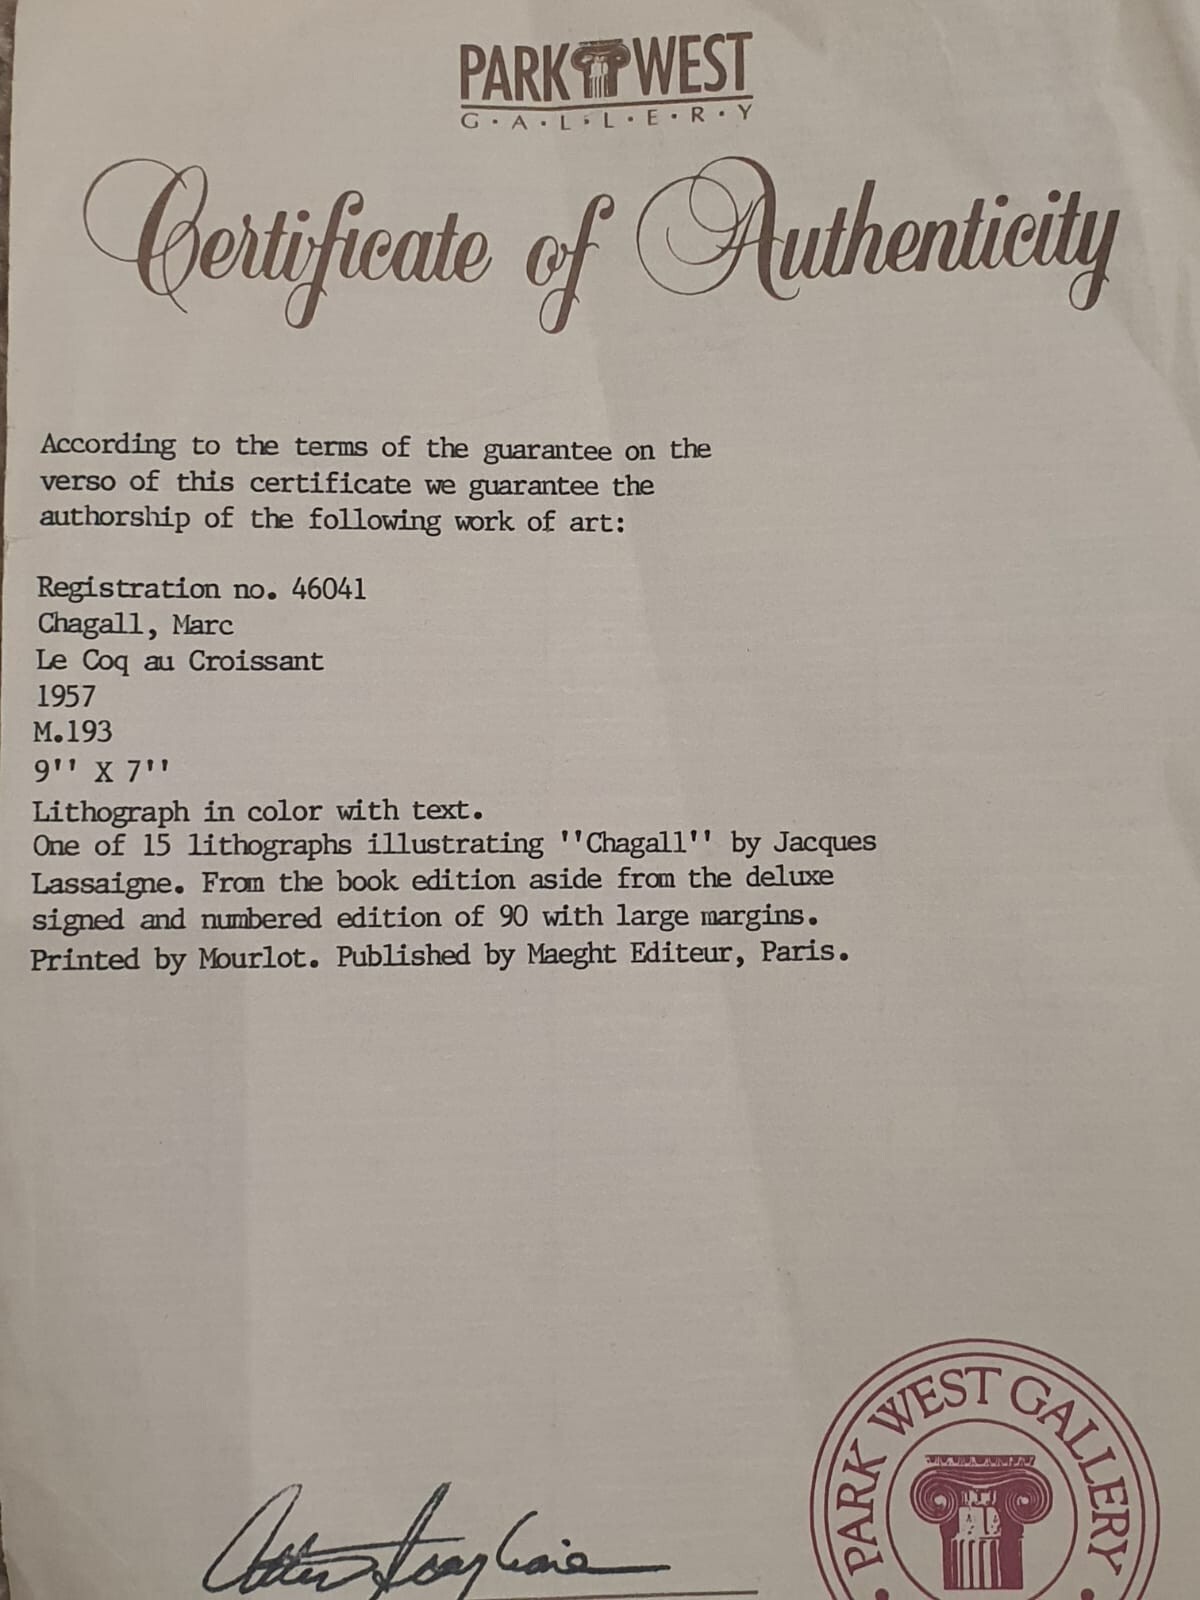 PARK WEST
G·A·L·L·E·R·Y
Certificate of Authenticity
According to the terms of the guarantee on the
verso of this certificate we guarantee the
authorship of the following work of art:
Registration no. 46041
Chagall, Marc
Le Coq au Croissant
1957
M.193
9'' X 7''
Lithograph in color with text.
One of 15 lithographs illustrating ''Chagall'' by Jacques
Lassaigne. From the book edition aside from the deluxe
signed and numbered edition of 90 with large margins.
Printed by Mourlot. Published by Maeght Editeur, Paris.
PARK WEST GALLERY